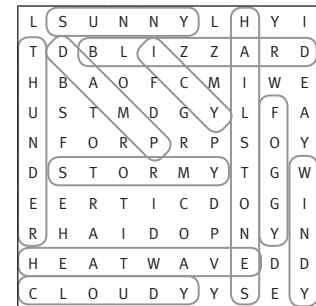 L S U N N Y L H Y I
T D B L I Z Z A R D
H B A O F C M I W E
U S T M D G Y L F A
N F O R P R P S O Y
D S T O R M Y T G W
E E R T I C D O G I
R H A I D O P N Y N
H E A T W A V E D D
C L O U D Y Y S E Y